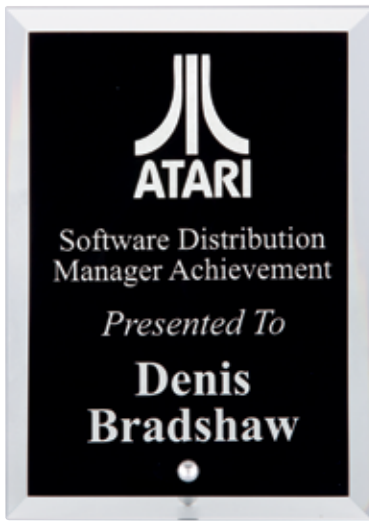 ATARI
Software Distribution
Manager Achievement
Presented To
Denis
Bradshaw